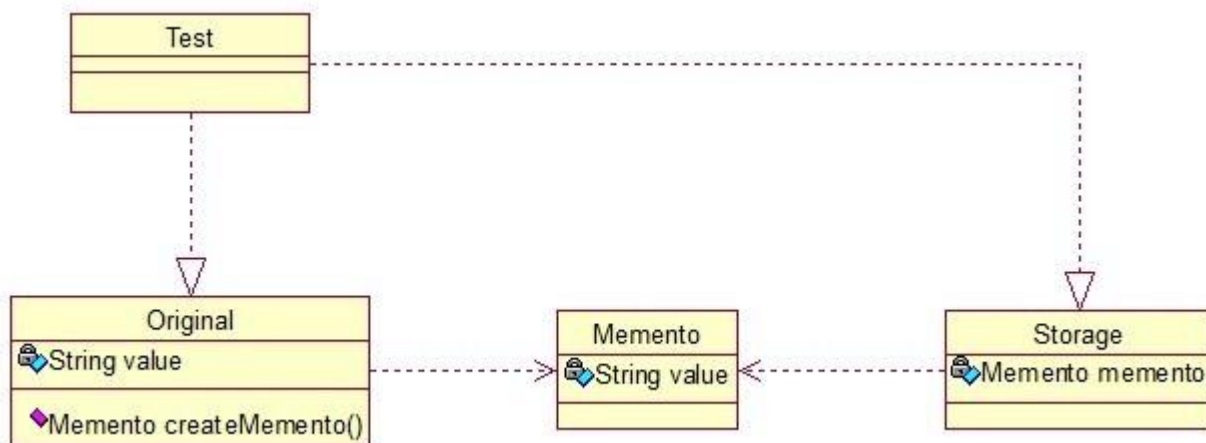 Test
Original
String value
Memento createMemento()
Memento
String value
Storage
Memento memento